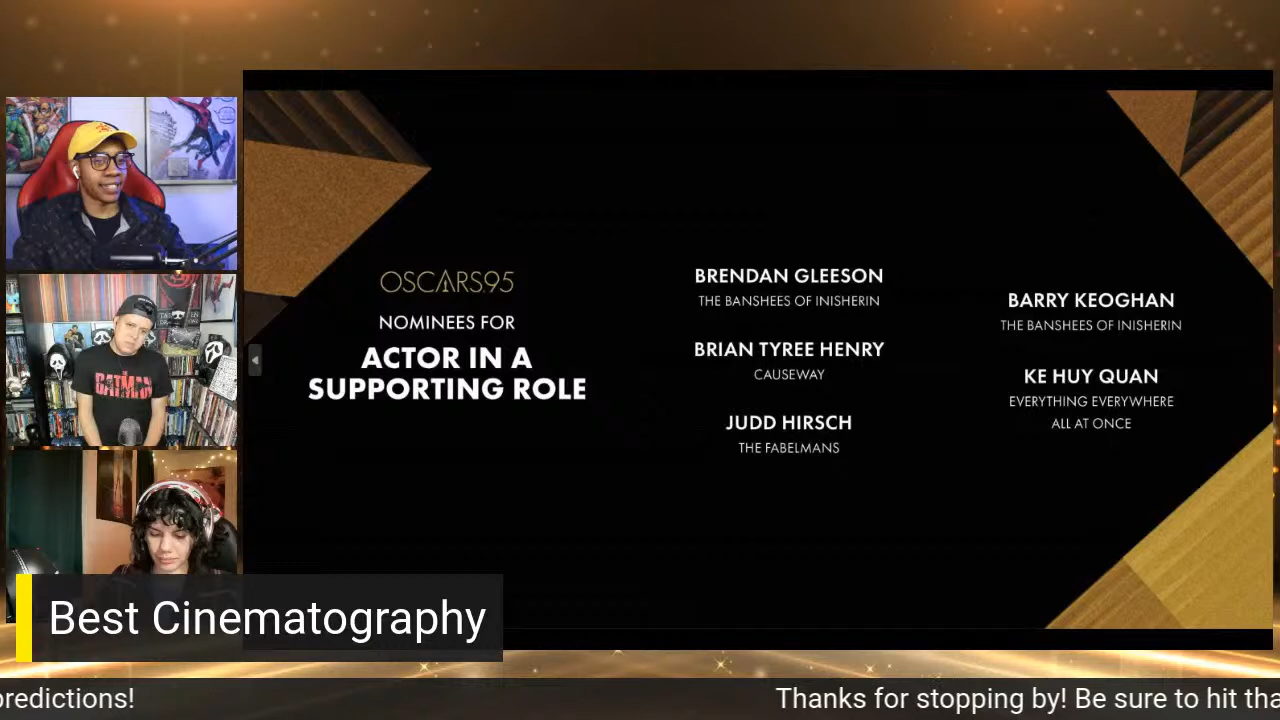 OSCARS95
NOMINEES FOR
ACTOR IN A
SUPPORTING ROLE
BRENDAN GLEESON
THE BANSHEES OF INISHERIN
BRIAN TYREE HENRY
CAUSEWAY
JUDD HIRSCH
THE FABELMANS
BARRY KEOGHAN
THE BANSHEES OF INISHERIN
KE HUY QUAN
EVERYTHING EVERYWHERE
ALL AT ONCE
BATMAN
Best Cinematography
predictions!
Thanks for stopping by! Be sure to hit tha